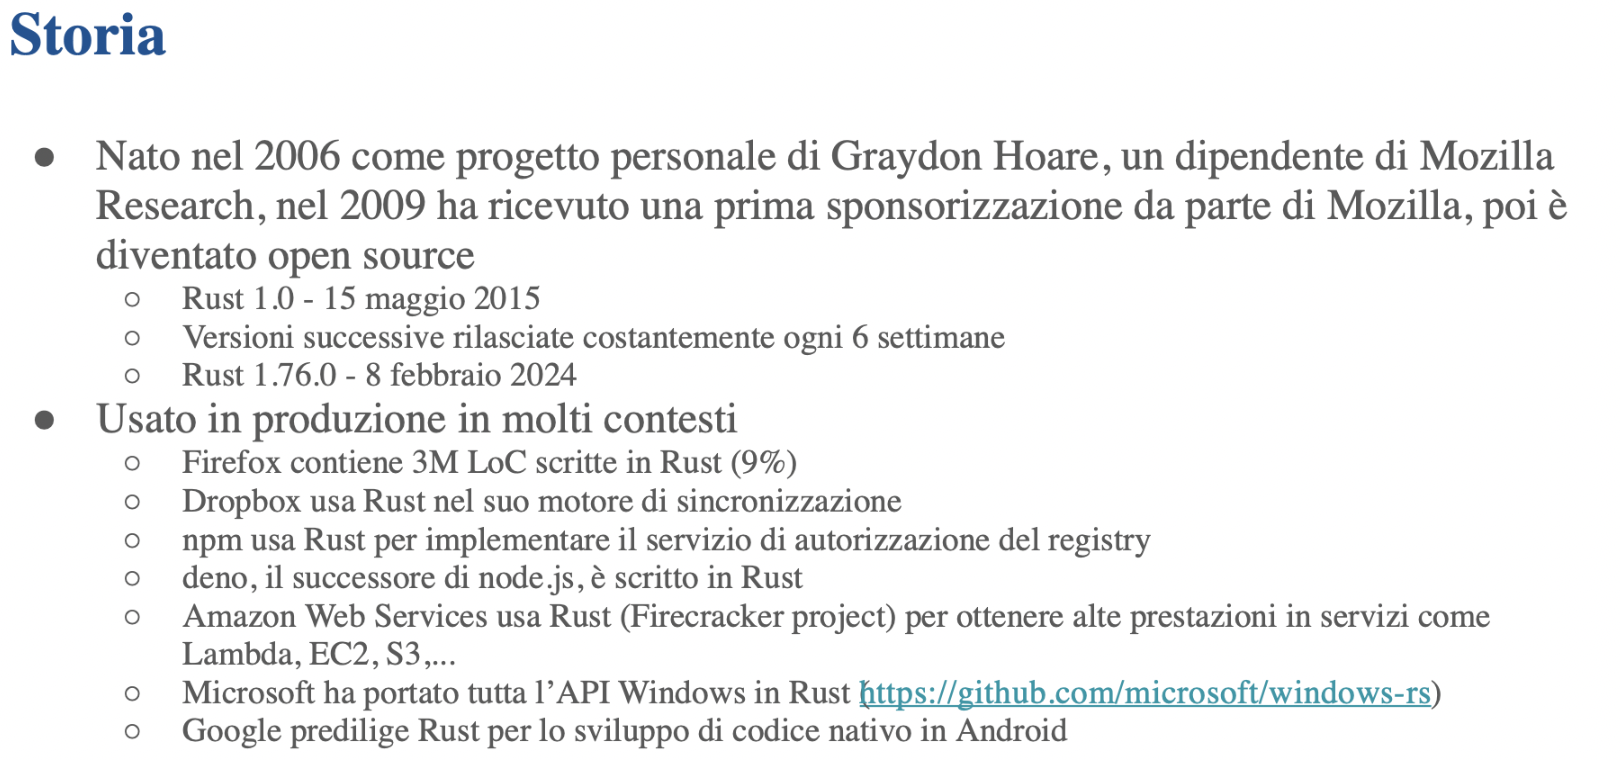 Storia
● Nato nel 2006 come progetto personale di Graydon Hoare, un dipendente di Mozilla
Research, nel 2009 ha ricevuto una prima sponsorizzazione da parte di Mozilla, poi è
diventato open source
○ Rust 1.0 - 15 maggio 2015
○ Versioni successive rilasciate costantemente ogni 6 settimane
○ Rust 1.76.0 - 8 febbraio 2024
● Usato in produzione in molti contesti
○ Firefox contiene 3M LoC scritte in Rust (9%)
○ Dropbox usa Rust nel suo motore di sincronizzazione
○ npm usa Rust per implementare il servizio di autorizzazione del registry
○ deno, il successore di node.js, è scritto in Rust
○ Amazon Web Services usa Rust (Firecracker project) per ottenere alte prestazioni in servizi come
Lambda, EC2, S3,...
○ Microsoft ha portato tutta l’API Windows in Rust (https://github.com/microsoft/windows-rs)
○ Google predilige Rust per lo sviluppo di codice nativo in Android